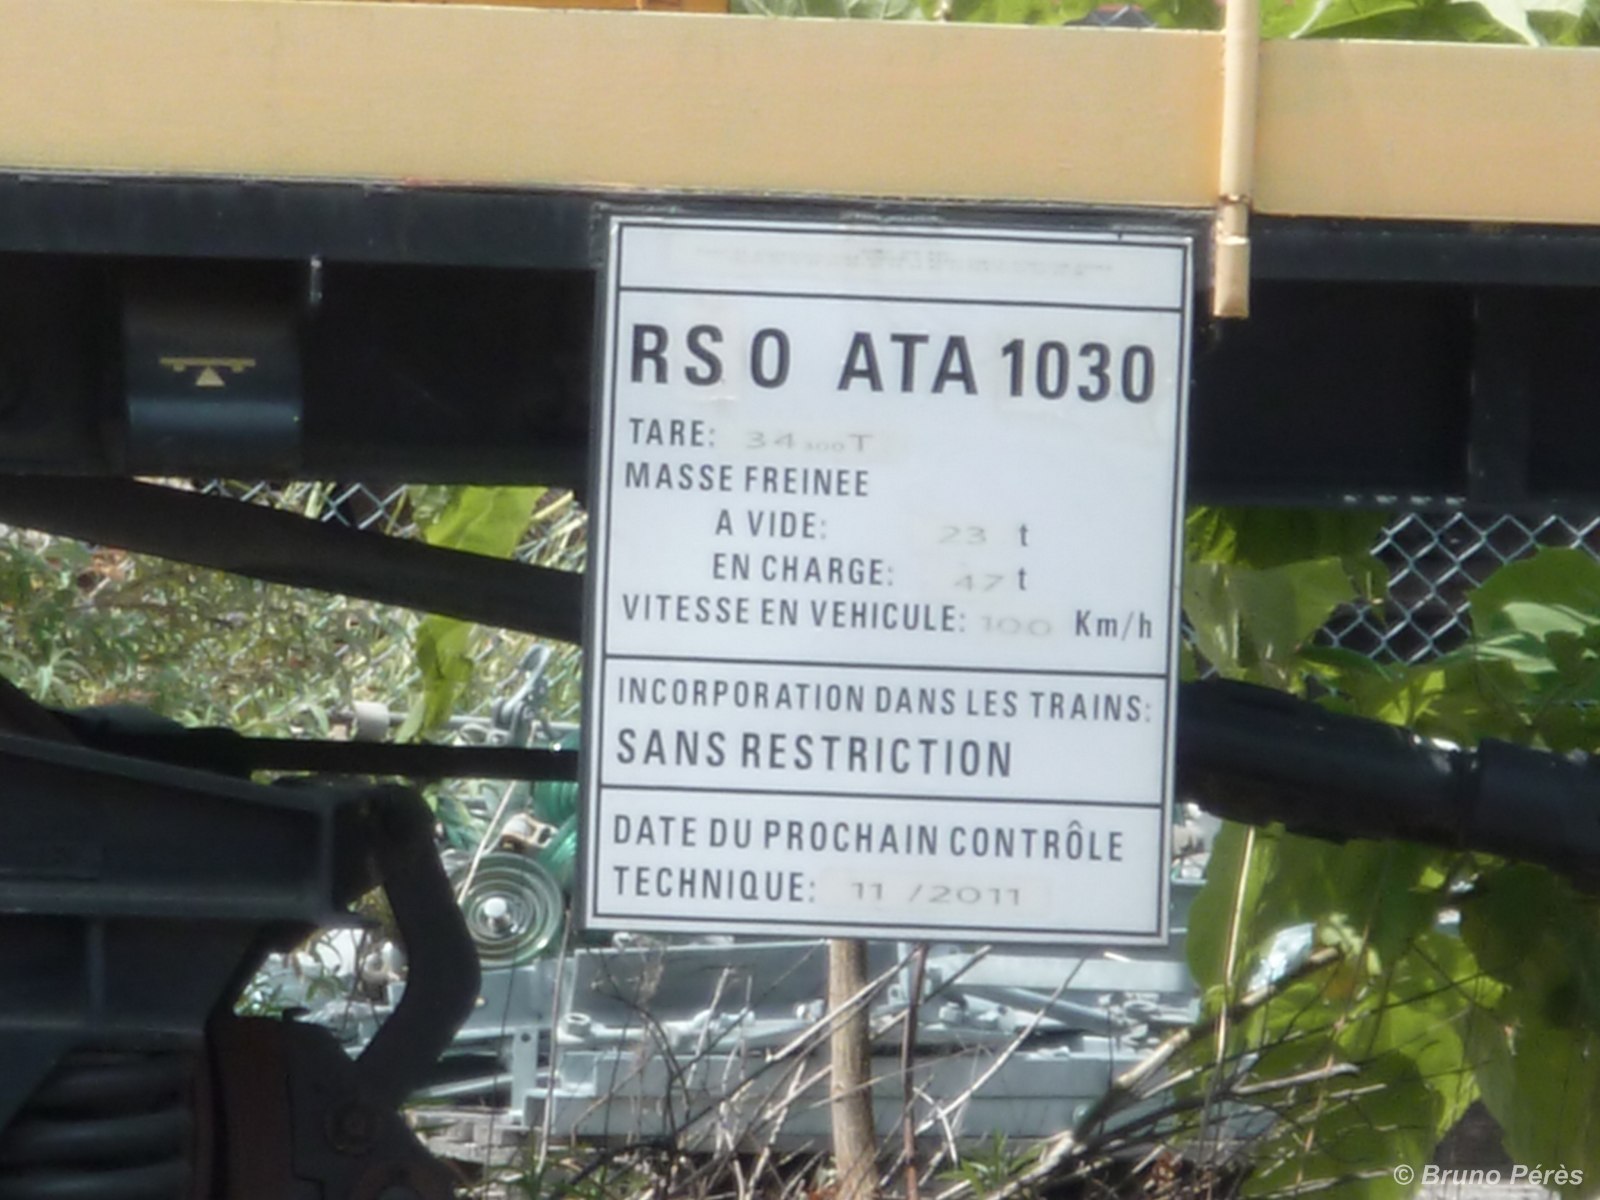 RS O ATA 1030
TARE: 34 300 T
MASSE FREINEE
A VIDE: 23 t
EN CHARGE: 47 t
VITESSE EN VEHICULE: 100 Km/h
INCORPORATION DANS LES TRAINS:
SANS RESTRICTION
DATE DU PROCHAIN CONTRÔLE
TECHNIQUE: 11 /2011
© Bruno Pérès